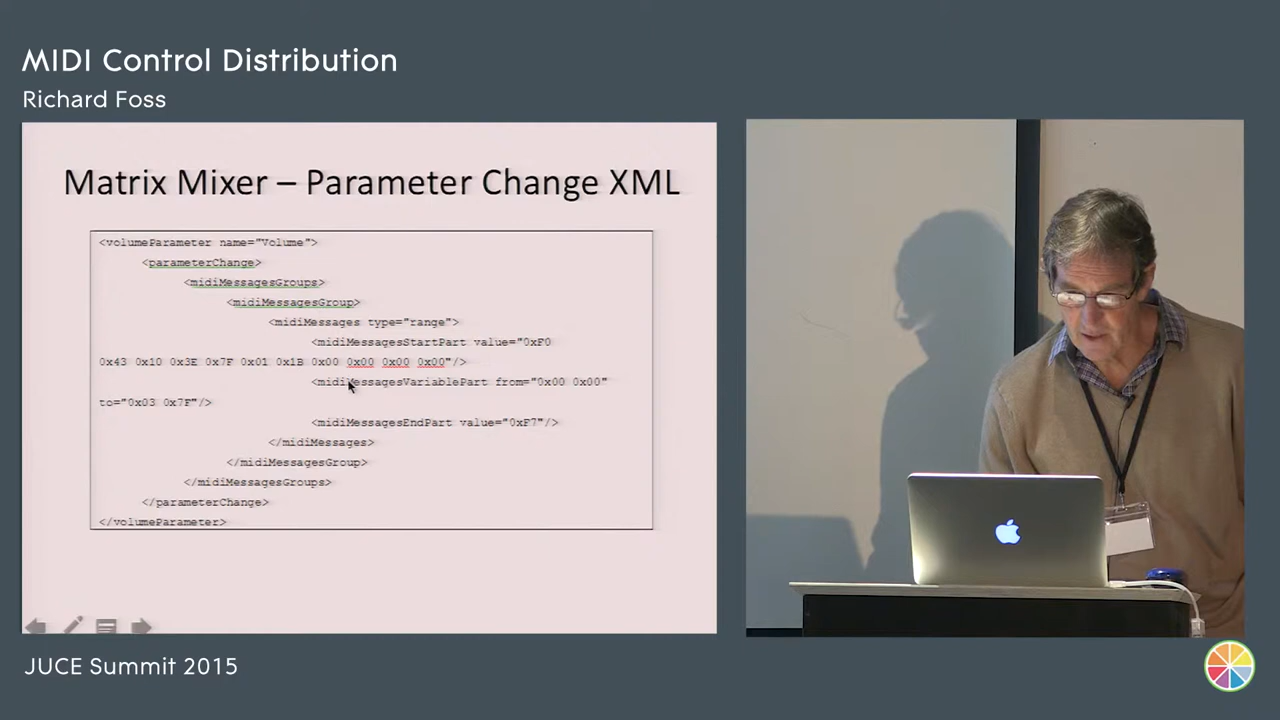 MIDI Control Distribution
Richard Foss
Matrix Mixer – Parameter Change XML
<volumeParameter name="Volume">
<parameterChange>
<midiMessagesGroups>
<midiMessagesGroup>
<midiMessages type="range">
<midiMessagesStartPart value="0xF0
0x43 0x10 0x3E 0x7F 0x01 0x1B 0x00 0x00 0x00 0x00"/>
<midiMessagesVariablePart from="0x00 0x00"
to="0x03 0x7F"/>
<midiMessagesEndPart value="0xF7"/>
</midiMessages>
</midiMessagesGroup>
</midiMessagesGroups>
</parameterChange>
</volumeParameter>
JUCE Summit 2015